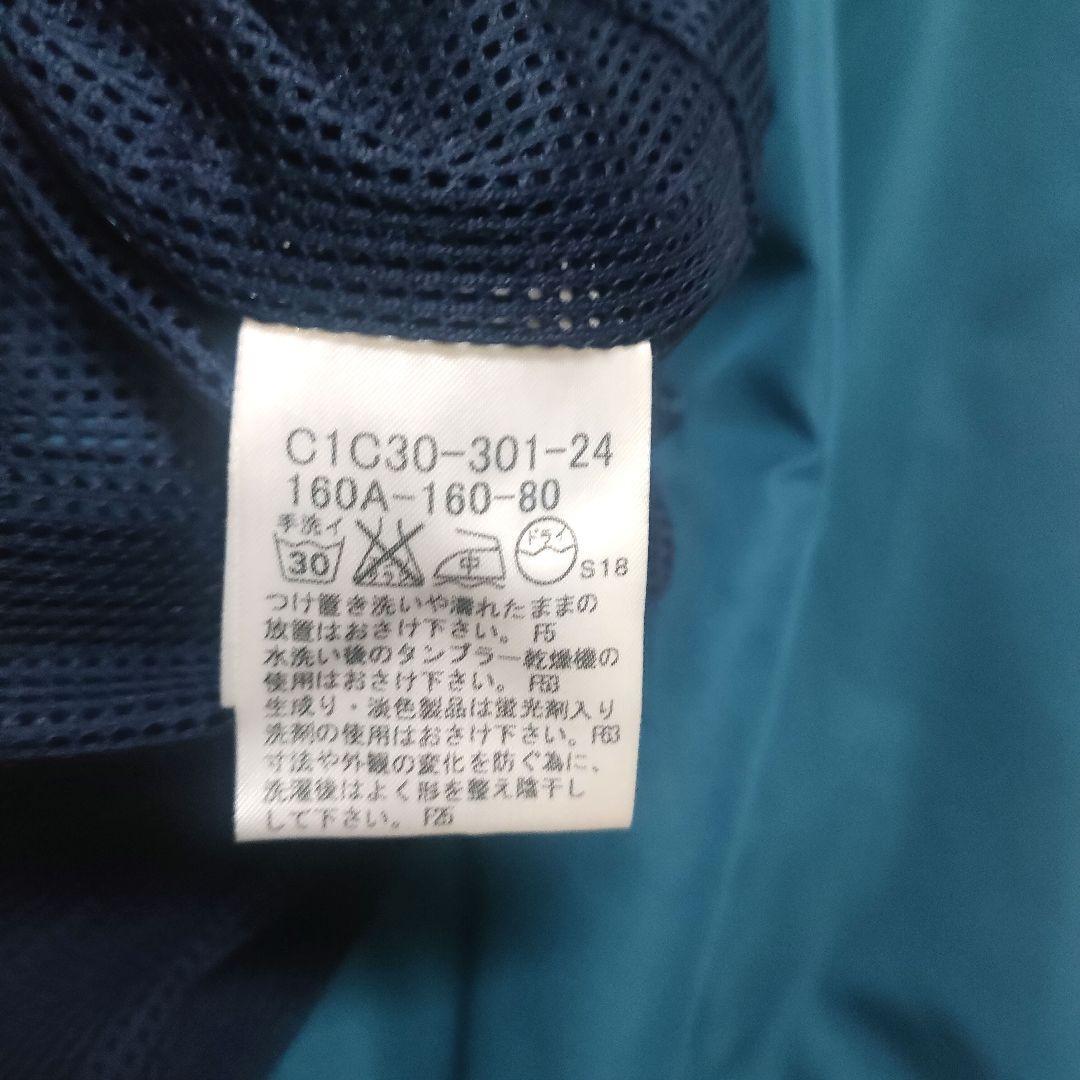 C1C30-301-24
160A-160-80
手洗イ
30
中
ドライ
S18
つけ置き洗いや濡れたままの
放置はおさけ下さい。F5
水洗い後のタンブラー乾燥機の
使用はおさけ下さい。F53
生成り・淡色製品は蛍光剤入り
洗剤の使用はおさけ下さい。F63
寸法や外観の変化を防ぐ為に、
洗濯後はよく形を整え陰干し
して下さい。F25